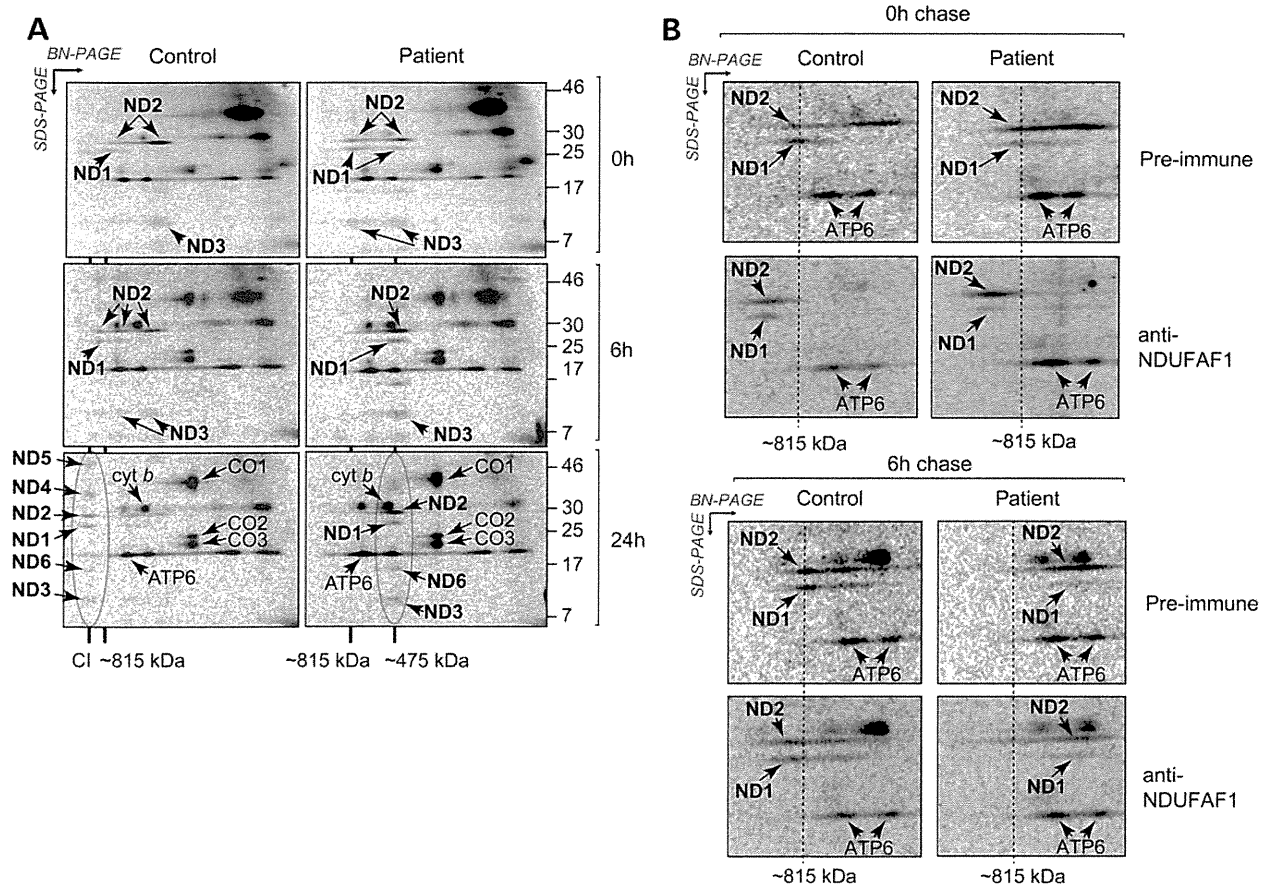 A
BN-PAGE
SDS-PAGE
Control
Patient
ND2
ND1
ND3
ND2
ND1
ND3
46
30
25
17
7
0h
ND2
ND1
ND3
ND2
ND1
ND3
46
30
25
17
7
6h
ND5
ND4
ND2
ND1
ND6
ND3
cyt b
CO1
CO2
CO3
ATP6
cyt b
ND1
ATP6
CO1
ND2
CO2
CO3
ND6
ND3
46
30
25
17
7
24h
CI ~815 kDa
~815 kDa ~475 kDa
B
0h chase
BN-PAGE
SDS-PAGE
Control
Patient
ND2
ND1
ATP6
ND2
ND1
ATP6
Pre-immune
ND2
ND1
ATP6
ND2
ND1
ATP6
anti-
NDUFAF1
~815 kDa
~815 kDa
6h chase
BN-PAGE
SDS-PAGE
Control
Patient
ND2
ND1
ATP6
ND2
ND1
ATP6
Pre-immune
ND2
ND1
ATP6
ND2
ND1
ATP6
anti-
NDUFAF1
~815 kDa
~815 kDa